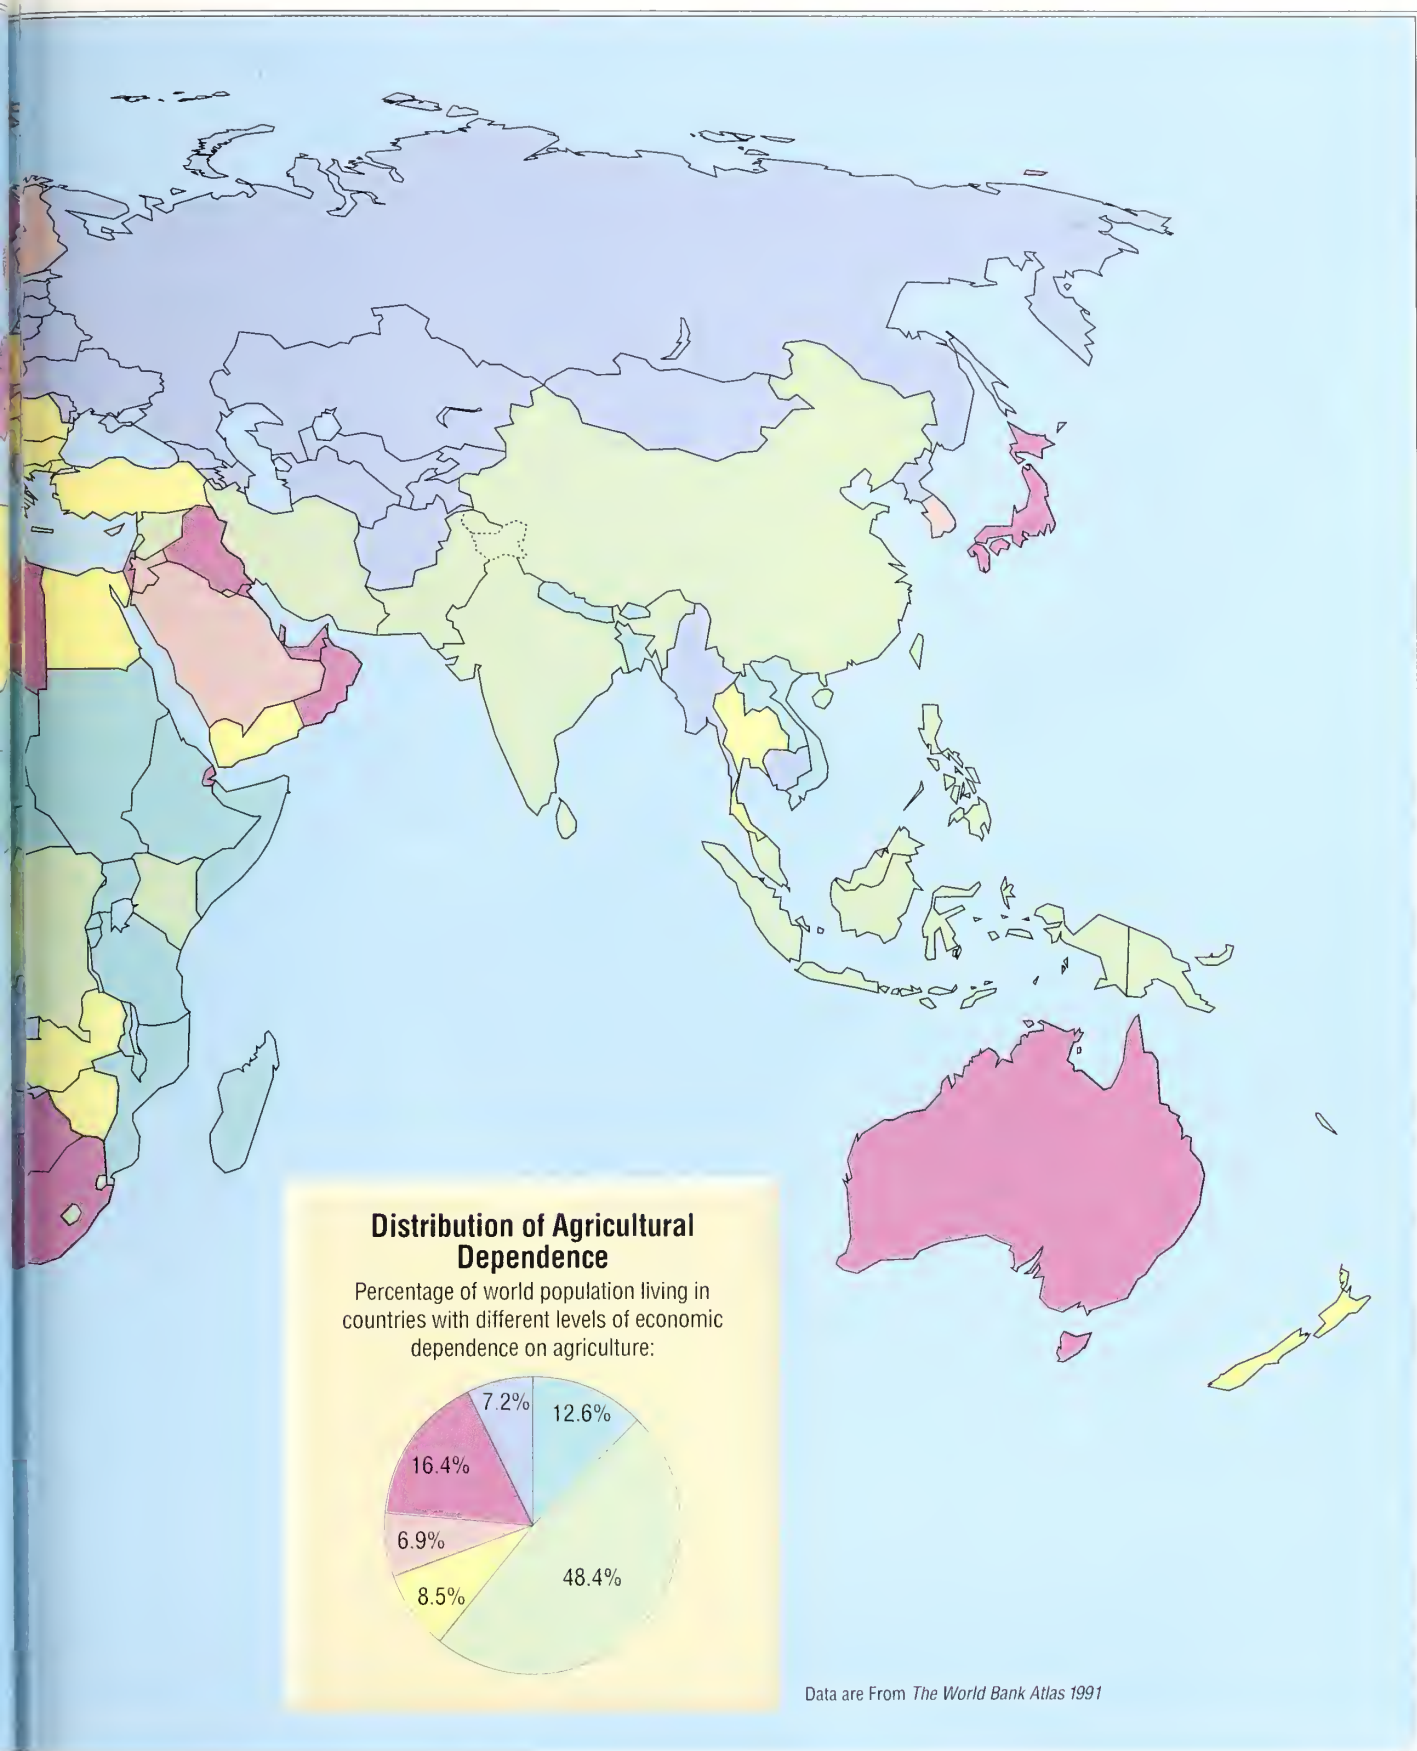 Distribution of Agricultural
Dependence
Percentage of world population living in
countries with different levels of economic
dependence on agriculture:
7.2%
12.6%
16.4%
6.9%
48.4%
8.5%
Data are From The World Bank Atlas 1991